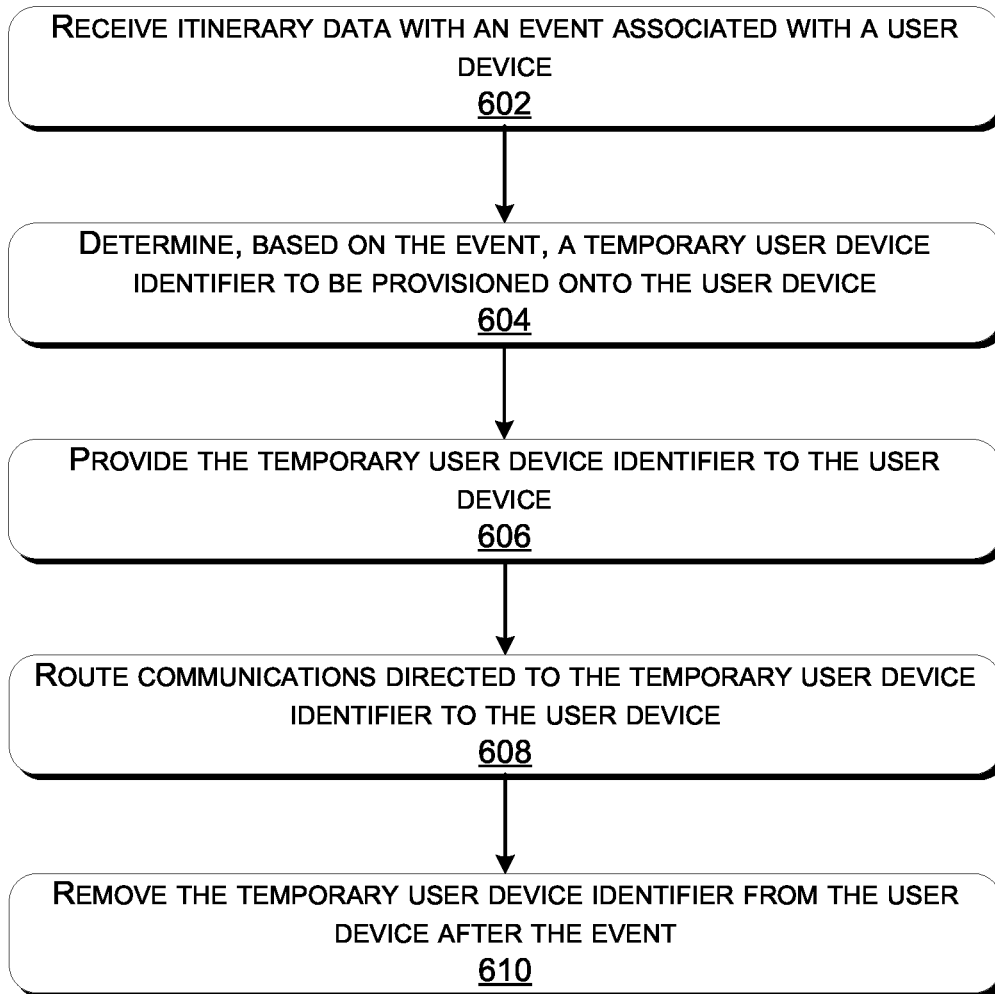 RECEIVE ITINERARY DATA WITH AN EVENT ASSOCIATED WITH A USER
DEVICE
602
DETERMINE, BASED ON THE EVENT, A TEMPORARY USER DEVICE
IDENTIFIER TO BE PROVISIONED ONTO THE USER DEVICE
604
PROVIDE THE TEMPORARY USER DEVICE IDENTIFIER TO THE USER
DEVICE
606
ROUTE COMMUNICATIONS DIRECTED TO THE TEMPORARY USER DEVICE
IDENTIFIER TO THE USER DEVICE
608
REMOVE THE TEMPORARY USER DEVICE IDENTIFIER FROM THE USER
DEVICE AFTER THE EVENT
610